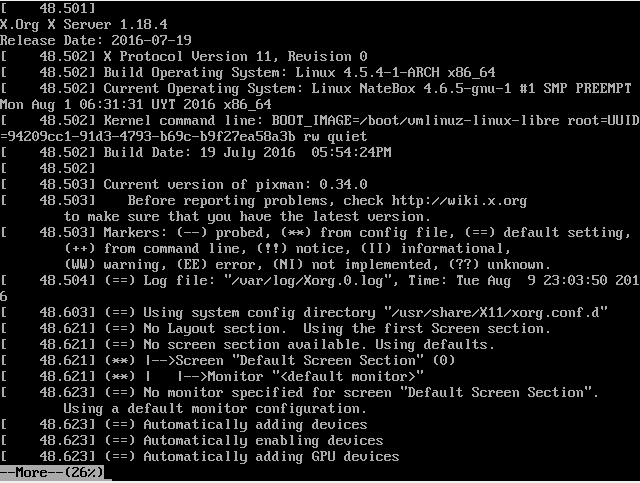 [    48.501]
X.Org X Server 1.18.4
Release Date: 2016-07-19
[    48.502] X Protocol Version 11, Revision 0
[    48.502] Build Operating System: Linux 4.5.4-1-ARCH x86_64
[    48.502] Current Operating System: Linux NateBox 4.6.5-gnu-1 #1 SMP PREEMPT
Mon Aug 1 06:31:31 UYT 2016 x86_64
[    48.502] Kernel command line: BOOT_IMAGE=/boot/vmlinuz-linux-libre root=UUID
=94209cc1-91d3-4793-b69c-b9f27ea58a3b rw quiet
[    48.502] Build Date: 19 July 2016  05:54:24PM
[    48.502]
[    48.503] Current version of pixman: 0.34.0
[    48.503]    Before reporting problems, check http://wiki.x.org
        to make sure that you have the latest version.
[    48.503] Markers: (--) probed, (**) from config file, (==) default setting,
        (++) from command line, (!!) notice, (II) informational,
        (WW) warning, (EE) error, (NI) not implemented, (??) unknown.
[    48.504] (==) Log file: "/var/log/Xorg.0.log", Time: Tue Aug  9 23:03:50 201
6
[    48.603] (==) Using system config directory "/usr/share/X11/xorg.conf.d"
[    48.621] (==) No Layout section.  Using the first Screen section.
[    48.621] (==) No screen section available. Using defaults.
[    48.621] (**) |-->Screen "Default Screen Section" (0)
[    48.621] (**) |   |-->Monitor "<default monitor>"
[    48.623] (==) No monitor specified for screen "Default Screen Section".
        Using a default monitor configuration.
[    48.623] (==) Automatically adding devices
[    48.623] (==) Automatically enabling devices
[    48.623] (==) Automatically adding GPU devices
--More--(26%)